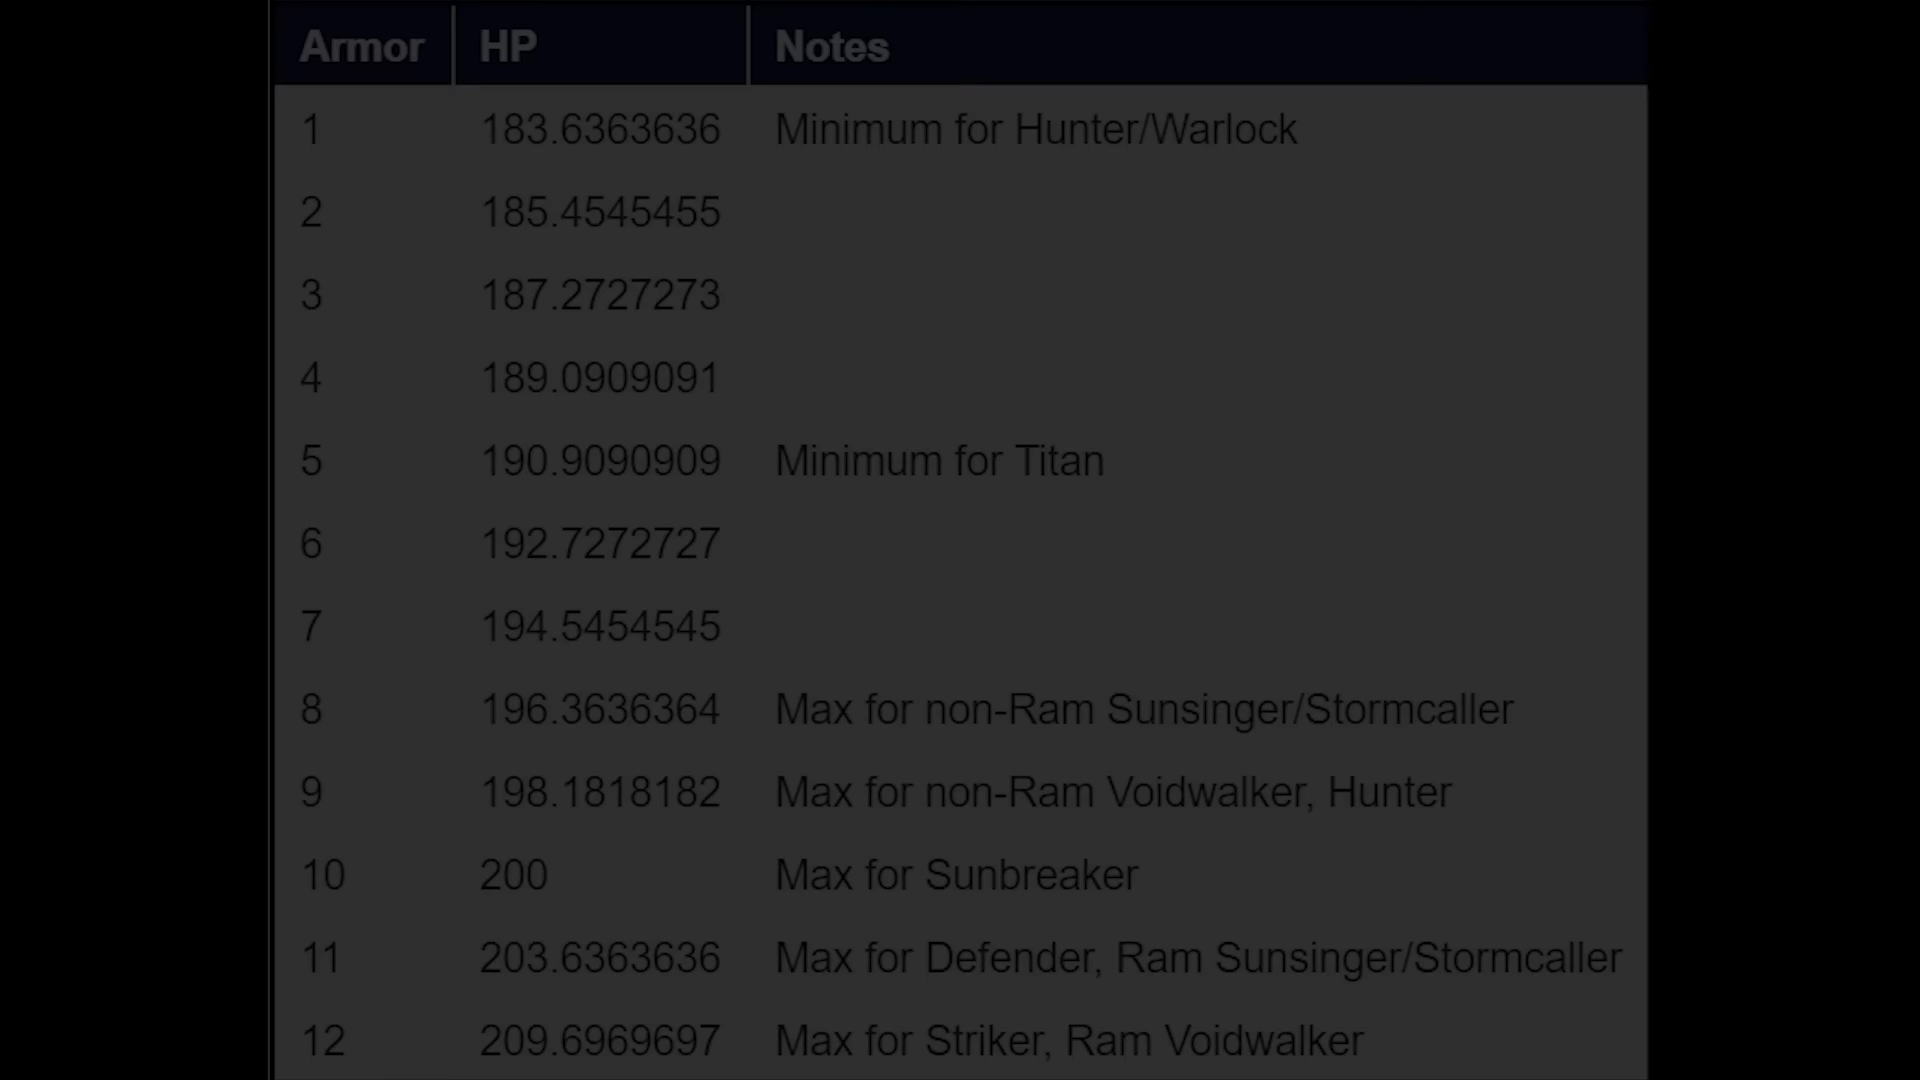 Armor HP Notes
1 183.6363636 Minimum for Hunter/Warlock
2 185.4545455
3 187.2727273
4 189.0909091
5 190.9090909 Minimum for Titan
6 192.7272727
7 194.5454545
8 196.3636364 Max for non-Ram Sunsinger/Stormcaller
9 198.1818182 Max for non-Ram Voidwalker, Hunter
10 200 Max for Sunbreaker
11 203.6363636 Max for Defender, Ram Sunsinger/Stormcaller
12 209.6969697 Max for Striker, Ram Voidwalker